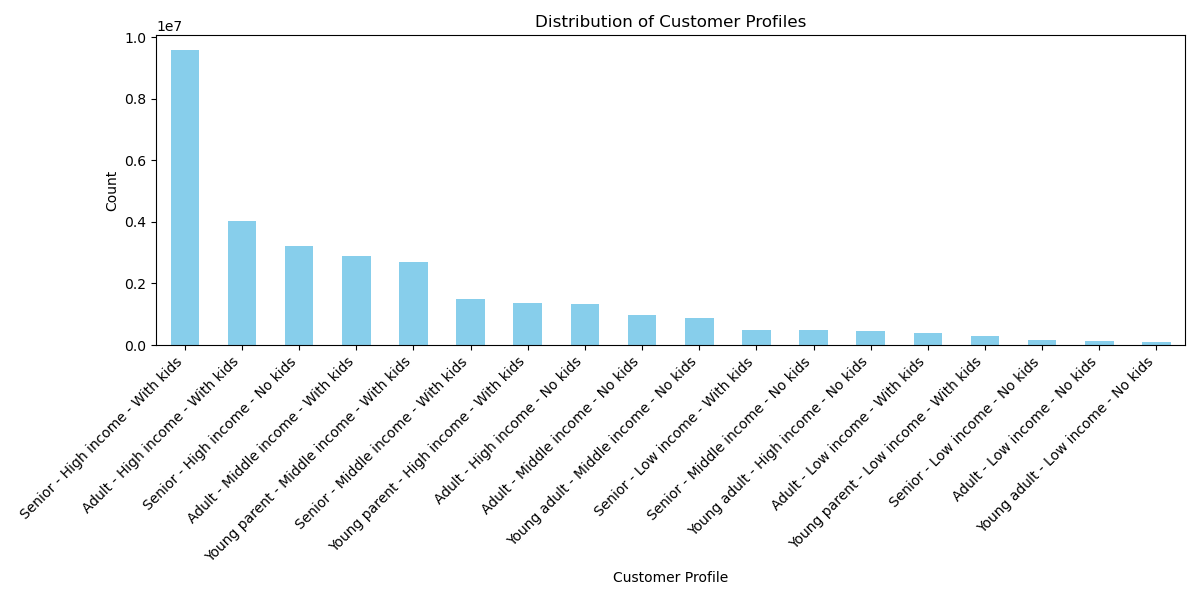 Distribution of Customer Profiles
1e7
1.0
0.8
0.6
0.4
0.2
0.0
Count
Senior - High income - With kids
Adult - High income - With kids
Senior - High income - No kids
Adult - Middle income - With kids
Young parent - Middle income - With kids
Senior - Middle income - With kids
Young parent - High income - With kids
Adult - High income - No kids
Adult - Middle income - No kids
Young adult - Middle income - No kids
Senior - Low income - With kids
Senior - Middle income - No kids
Young adult - High income - No kids
Adult - Low income - With kids
Young parent - Low income - With kids
Senior - Low income - No kids
Adult - Low income - No kids
Young adult - Low income - No kids
Customer Profile